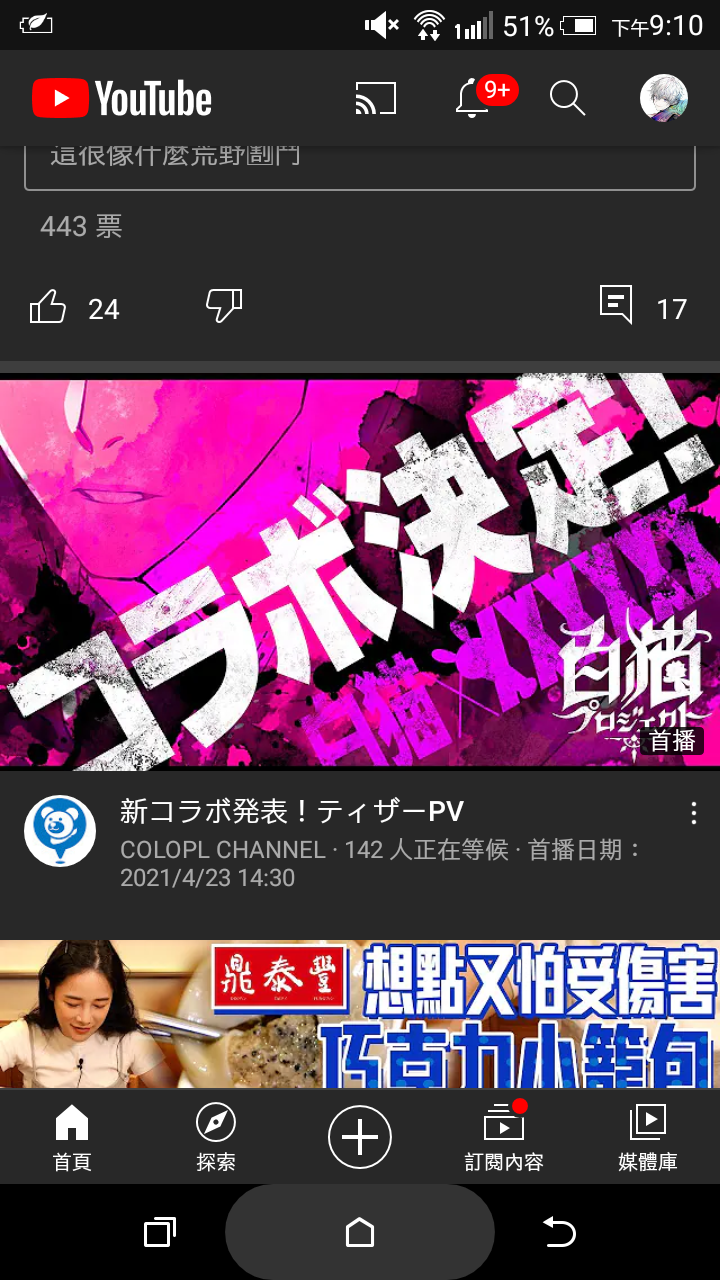 51% 下午9:10
YouTube 9+
這很像什麼荒野割鬥
443 票
24 17
コラボ決定!
白猫×XYXYXY
白猫
プロジェクト
首播
新コラボ発表！ティザーPV
COLOPL CHANNEL · 142 人正在等候 · 首播日期：
2021/4/23 14:30
鼎泰豐
想點又怕受傷害
巧克力小籠包
首頁 探索 訂閱內容 媒體庫